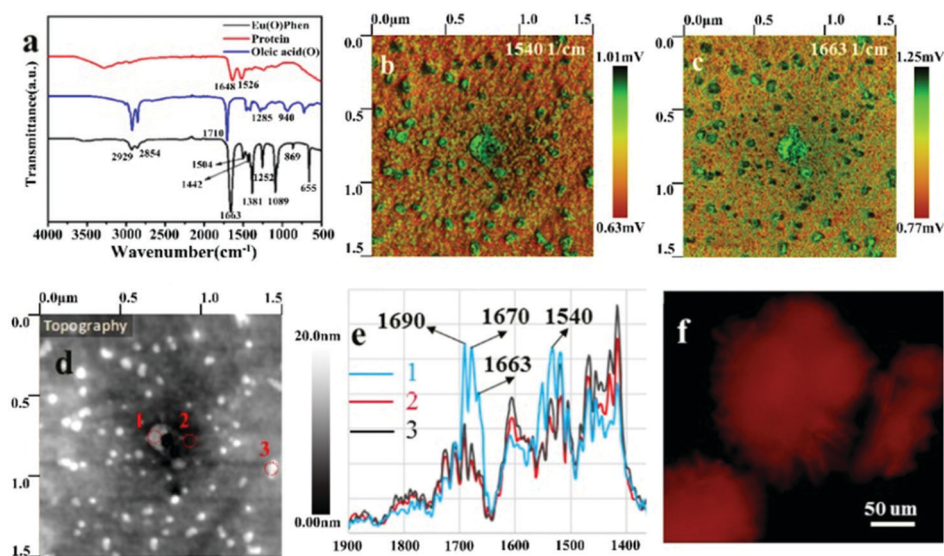 a
Eu(O)Phen
Protein
Oleic acid(O)
1648 1526
1285 940
1710
2929 2854
1504
1442
1252
869
1381 1089 655
1663
4000 3500 3000 2500 2000 1500 1000 500
Wavenumber(cm-1)
Transmittance(a.u.)
0.0μm 0.5 1.0 1.5
0.0
0.5
1.0
1.5
b
1540 1/cm
1.01mV
0.63mV
0.0μm 0.5 1.0 1.5
0.0
0.5
1.0
1.5
c
1663 1/cm
1.25mV
0.77mV
0.0μm 0.5 1.0 1.5
0.0
0.5
1.0
1.5
Topography
d
1 2
3
20.0nm
0.00nm
e
1690 1670 1540
1663
1
2
3
1900 1800 1700 1600 1500 1400
f
50 um